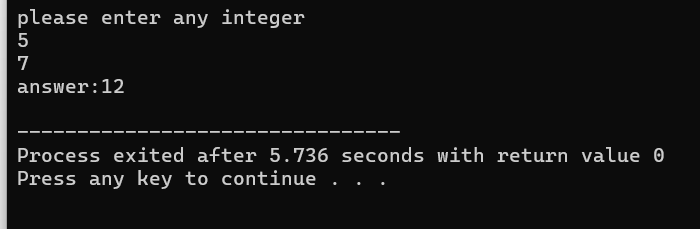 please enter any integer
5
7
answer:12
--------------------------------
Process exited after 5.736 seconds with return value 0
Press any key to continue . . .